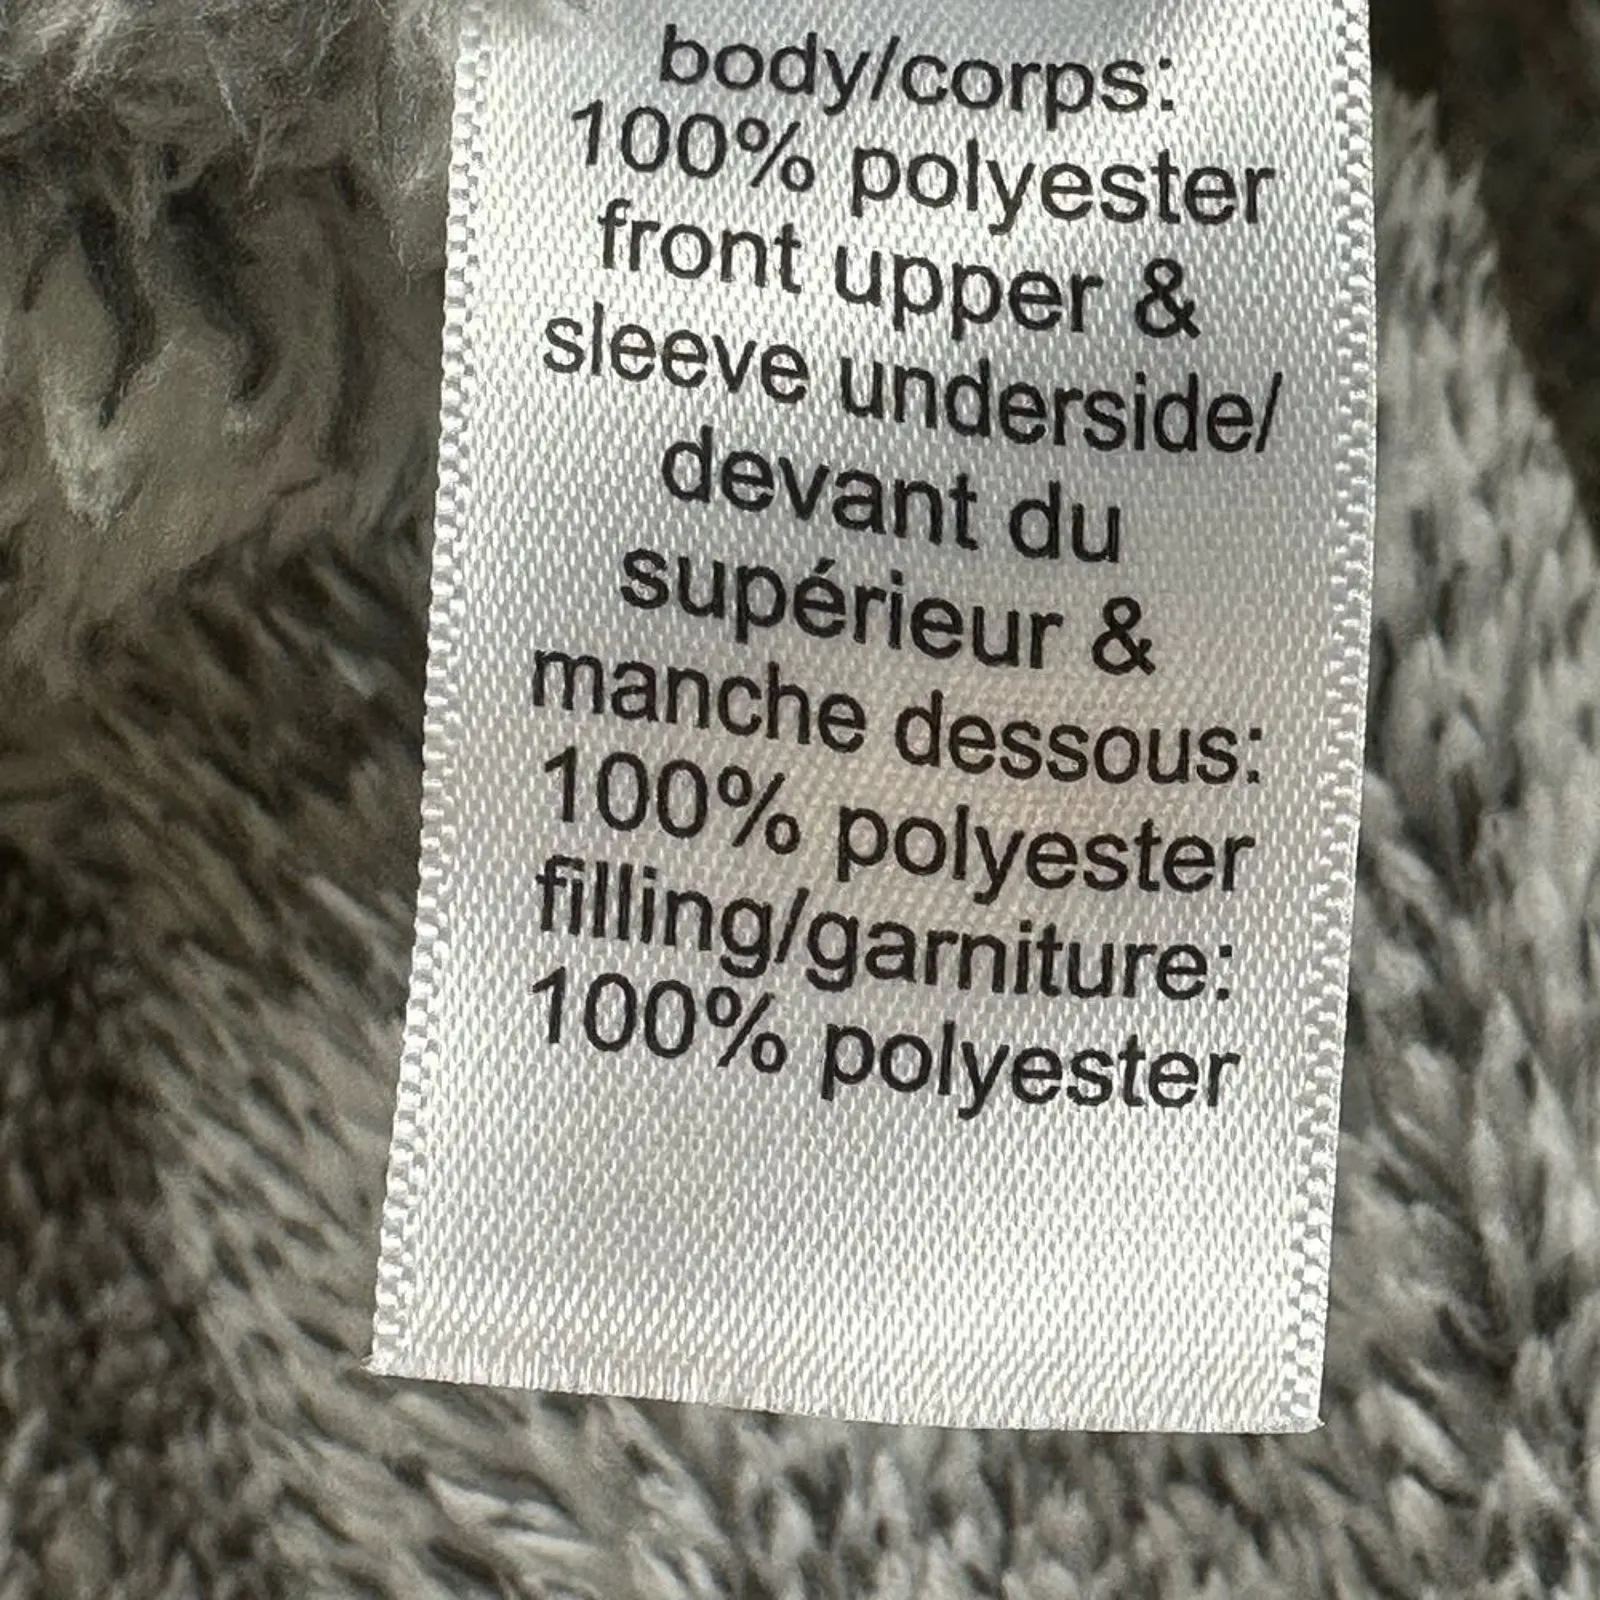 body/corps:
100% polyester
front upper &
sleeve underside/
devant du
supérieur &
manche dessous:
100% polyester
filling/garniture:
100% polyester